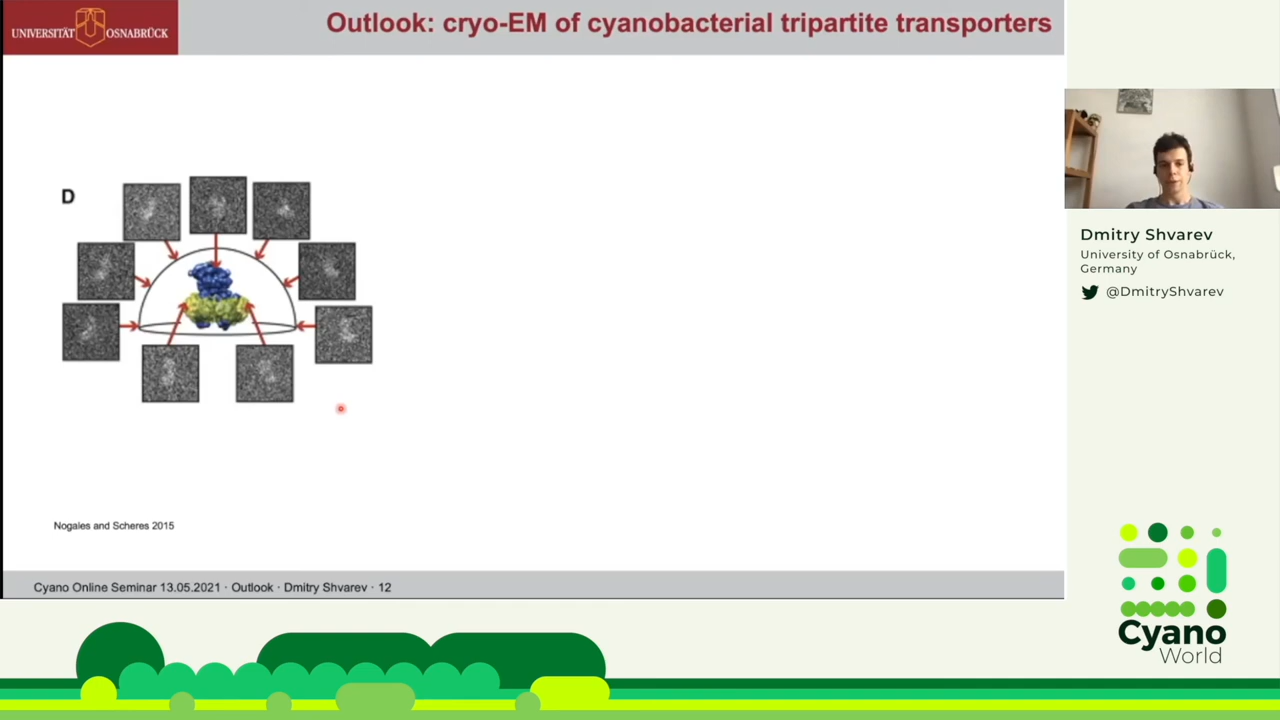 UNIVERSITÄT OSNABRÜCK
Outlook: cryo-EM of cyanobacterial tripartite transporters
D
Nogales and Scheres 2015
Cyano Online Seminar 13.05.2021 · Outlook · Dmitry Shvarev · 12
Dmitry Shvarev
University of Osnabrück,
Germany
@DmitryShvarev
Cyano
World